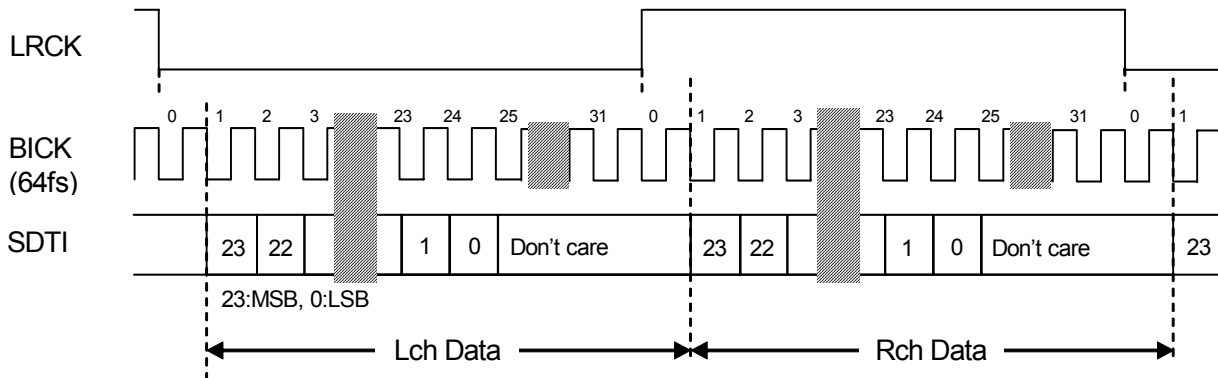 LRCK
0 1 2 3 23 24 25 31 0 1 2 3 23 24 25 31 0 1
BICK
(64fs)
SDTI
23 22 1 0 Don't care 23 22 1 0 Don't care 23
23:MSB, 0:LSB
Lch Data Rch Data